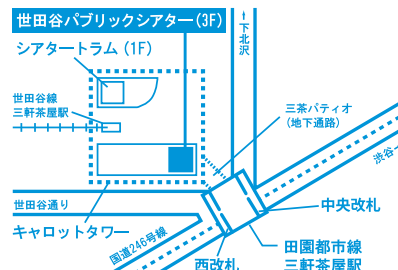 世田谷パブリックシアター(3F)
シアタートラム(1F)
↑下北沢
世田谷線
三軒茶屋駅
三茶パティオ
(地下通路)
渋谷→
世田谷通り
中央改札
キャロットタワー
国道246号線
田園都市線
三軒茶屋駅
西改札